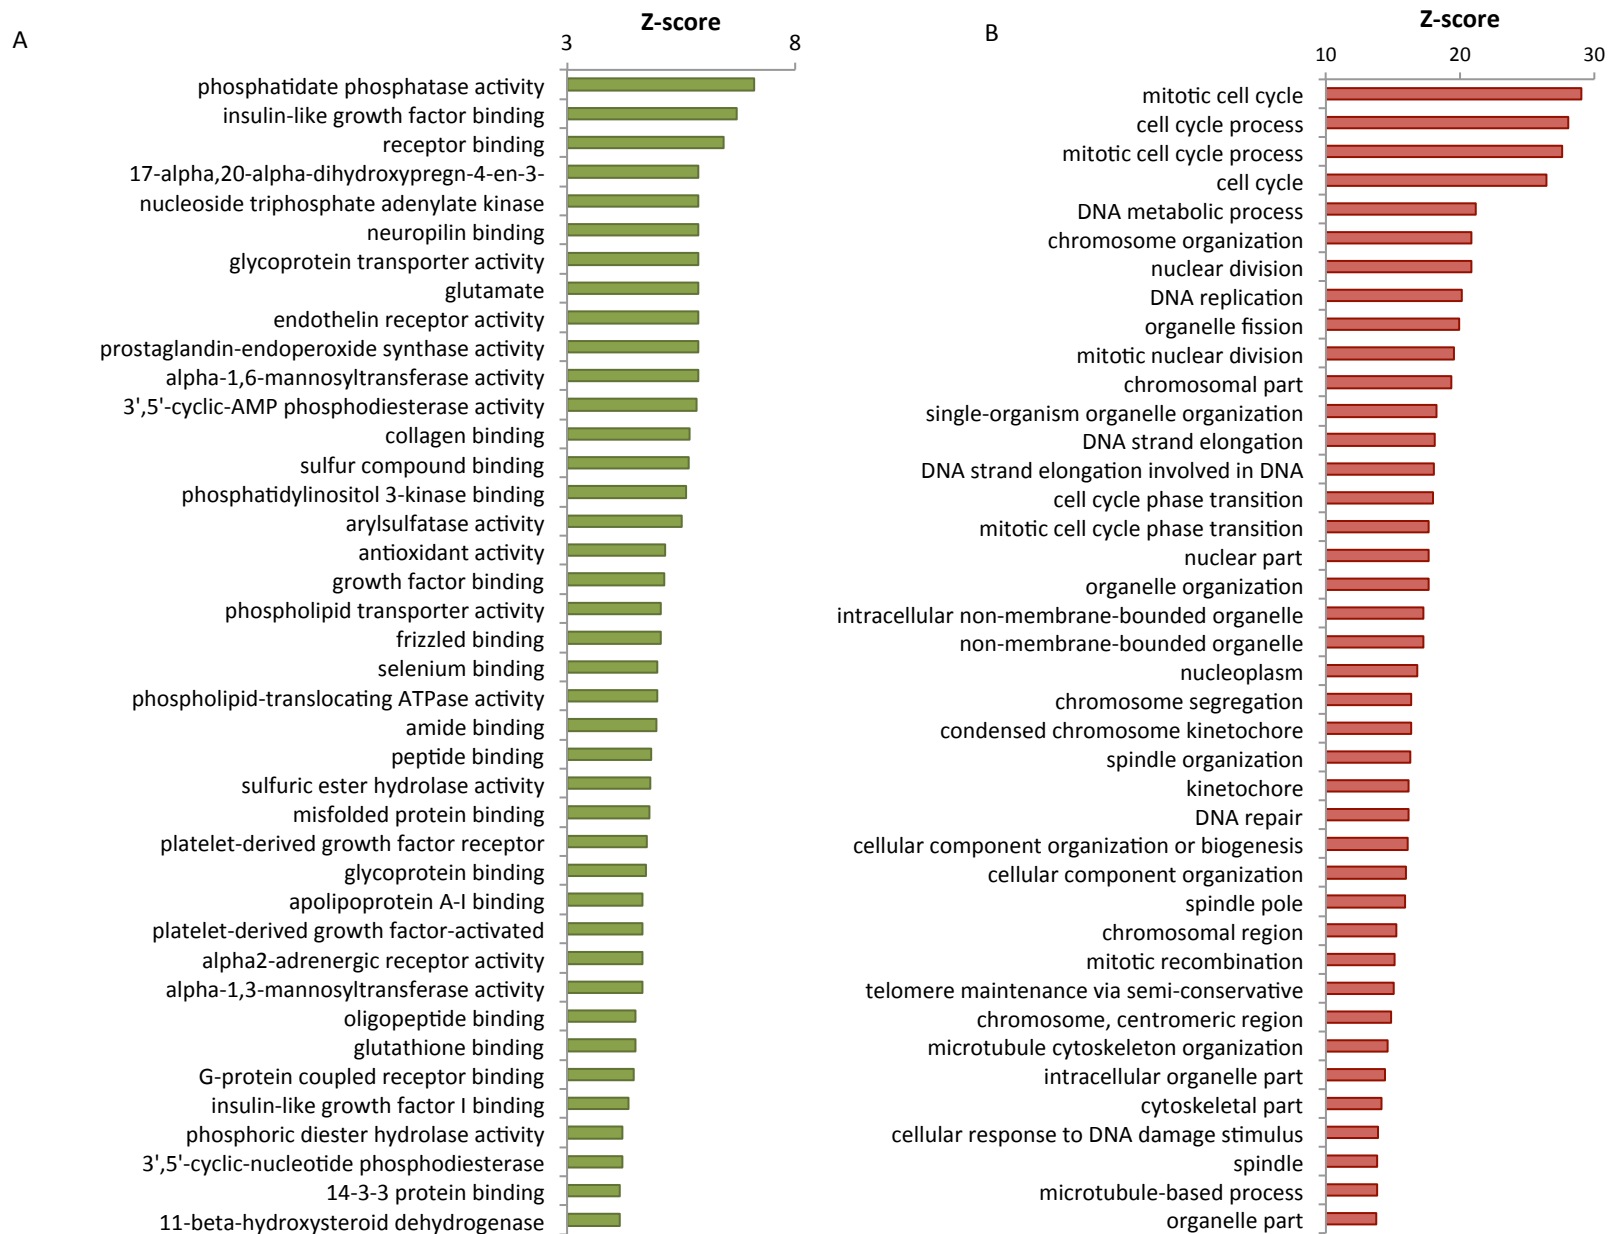 A
Z-score
3 8
phosphatidate phosphatase activity
insulin-like growth factor binding
receptor binding
17-alpha,20-alpha-dihydroxypregn-4-en-3-
nucleoside triphosphate adenylate kinase
neuropilin binding
glycoprotein transporter activity
glutamate
endothelin receptor activity
prostaglandin-endoperoxide synthase activity
alpha-1,6-mannosyltransferase activity
3',5'-cyclic-AMP phosphodiesterase activity
collagen binding
sulfur compound binding
phosphatidylinositol 3-kinase binding
arylsulfatase activity
antioxidant activity
growth factor binding
phospholipid transporter activity
frizzled binding
selenium binding
phospholipid-translocating ATPase activity
amide binding
peptide binding
sulfuric ester hydrolase activity
misfolded protein binding
platelet-derived growth factor receptor
glycoprotein binding
apolipoprotein A-I binding
platelet-derived growth factor-activated
alpha2-adrenergic receptor activity
alpha-1,3-mannosyltransferase activity
oligopeptide binding
glutathione binding
G-protein coupled receptor binding
insulin-like growth factor I binding
phosphoric diester hydrolase activity
3',5'-cyclic-nucleotide phosphodiesterase
14-3-3 protein binding
11-beta-hydroxysteroid dehydrogenase
B
Z-score
10 20 30
mitotic cell cycle
cell cycle process
mitotic cell cycle process
cell cycle
DNA metabolic process
chromosome organization
nuclear division
DNA replication
organelle fission
mitotic nuclear division
chromosomal part
single-organism organelle organization
DNA strand elongation
DNA strand elongation involved in DNA
cell cycle phase transition
mitotic cell cycle phase transition
nuclear part
organelle organization
intracellular non-membrane-bounded organelle
non-membrane-bounded organelle
nucleoplasm
chromosome segregation
condensed chromosome kinetochore
spindle organization
kinetochore
DNA repair
cellular component organization or biogenesis
cellular component organization
spindle pole
chromosomal region
mitotic recombination
telomere maintenance via semi-conservative
chromosome, centromeric region
microtubule cytoskeleton organization
intracellular organelle part
cytoskeletal part
cellular response to DNA damage stimulus
spindle
microtubule-based process
organelle part